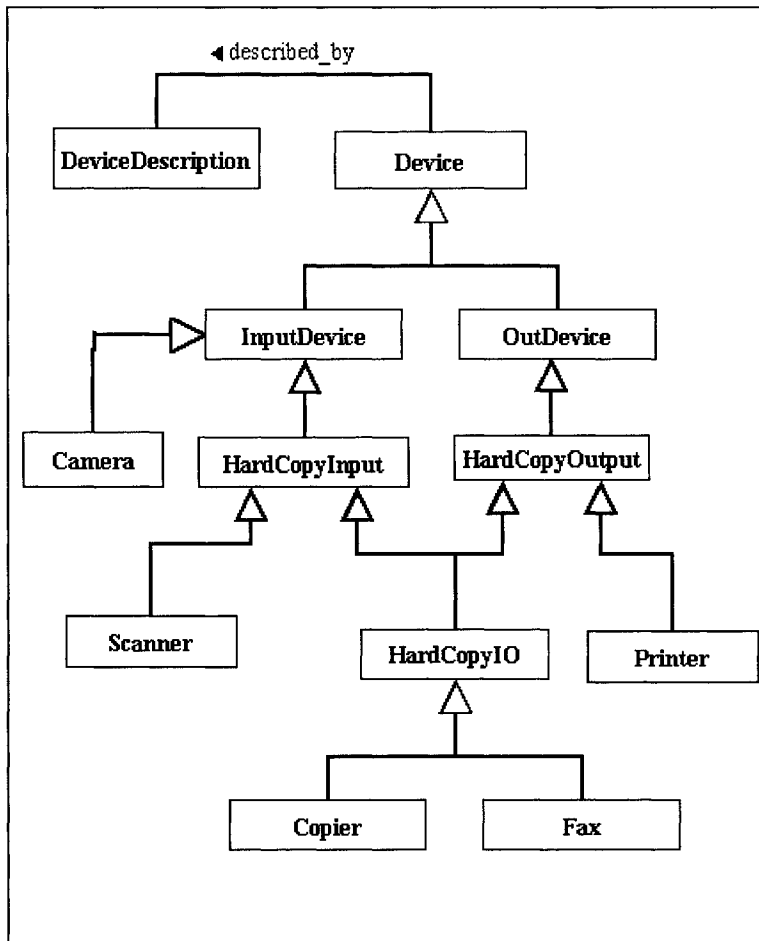 ◄ described_by
DeviceDescription
Device
InputDevice
OutDevice
Camera
HardCopyInput
HardCopyOutput
Scanner
HardCopyIO
Printer
Copier
Fax